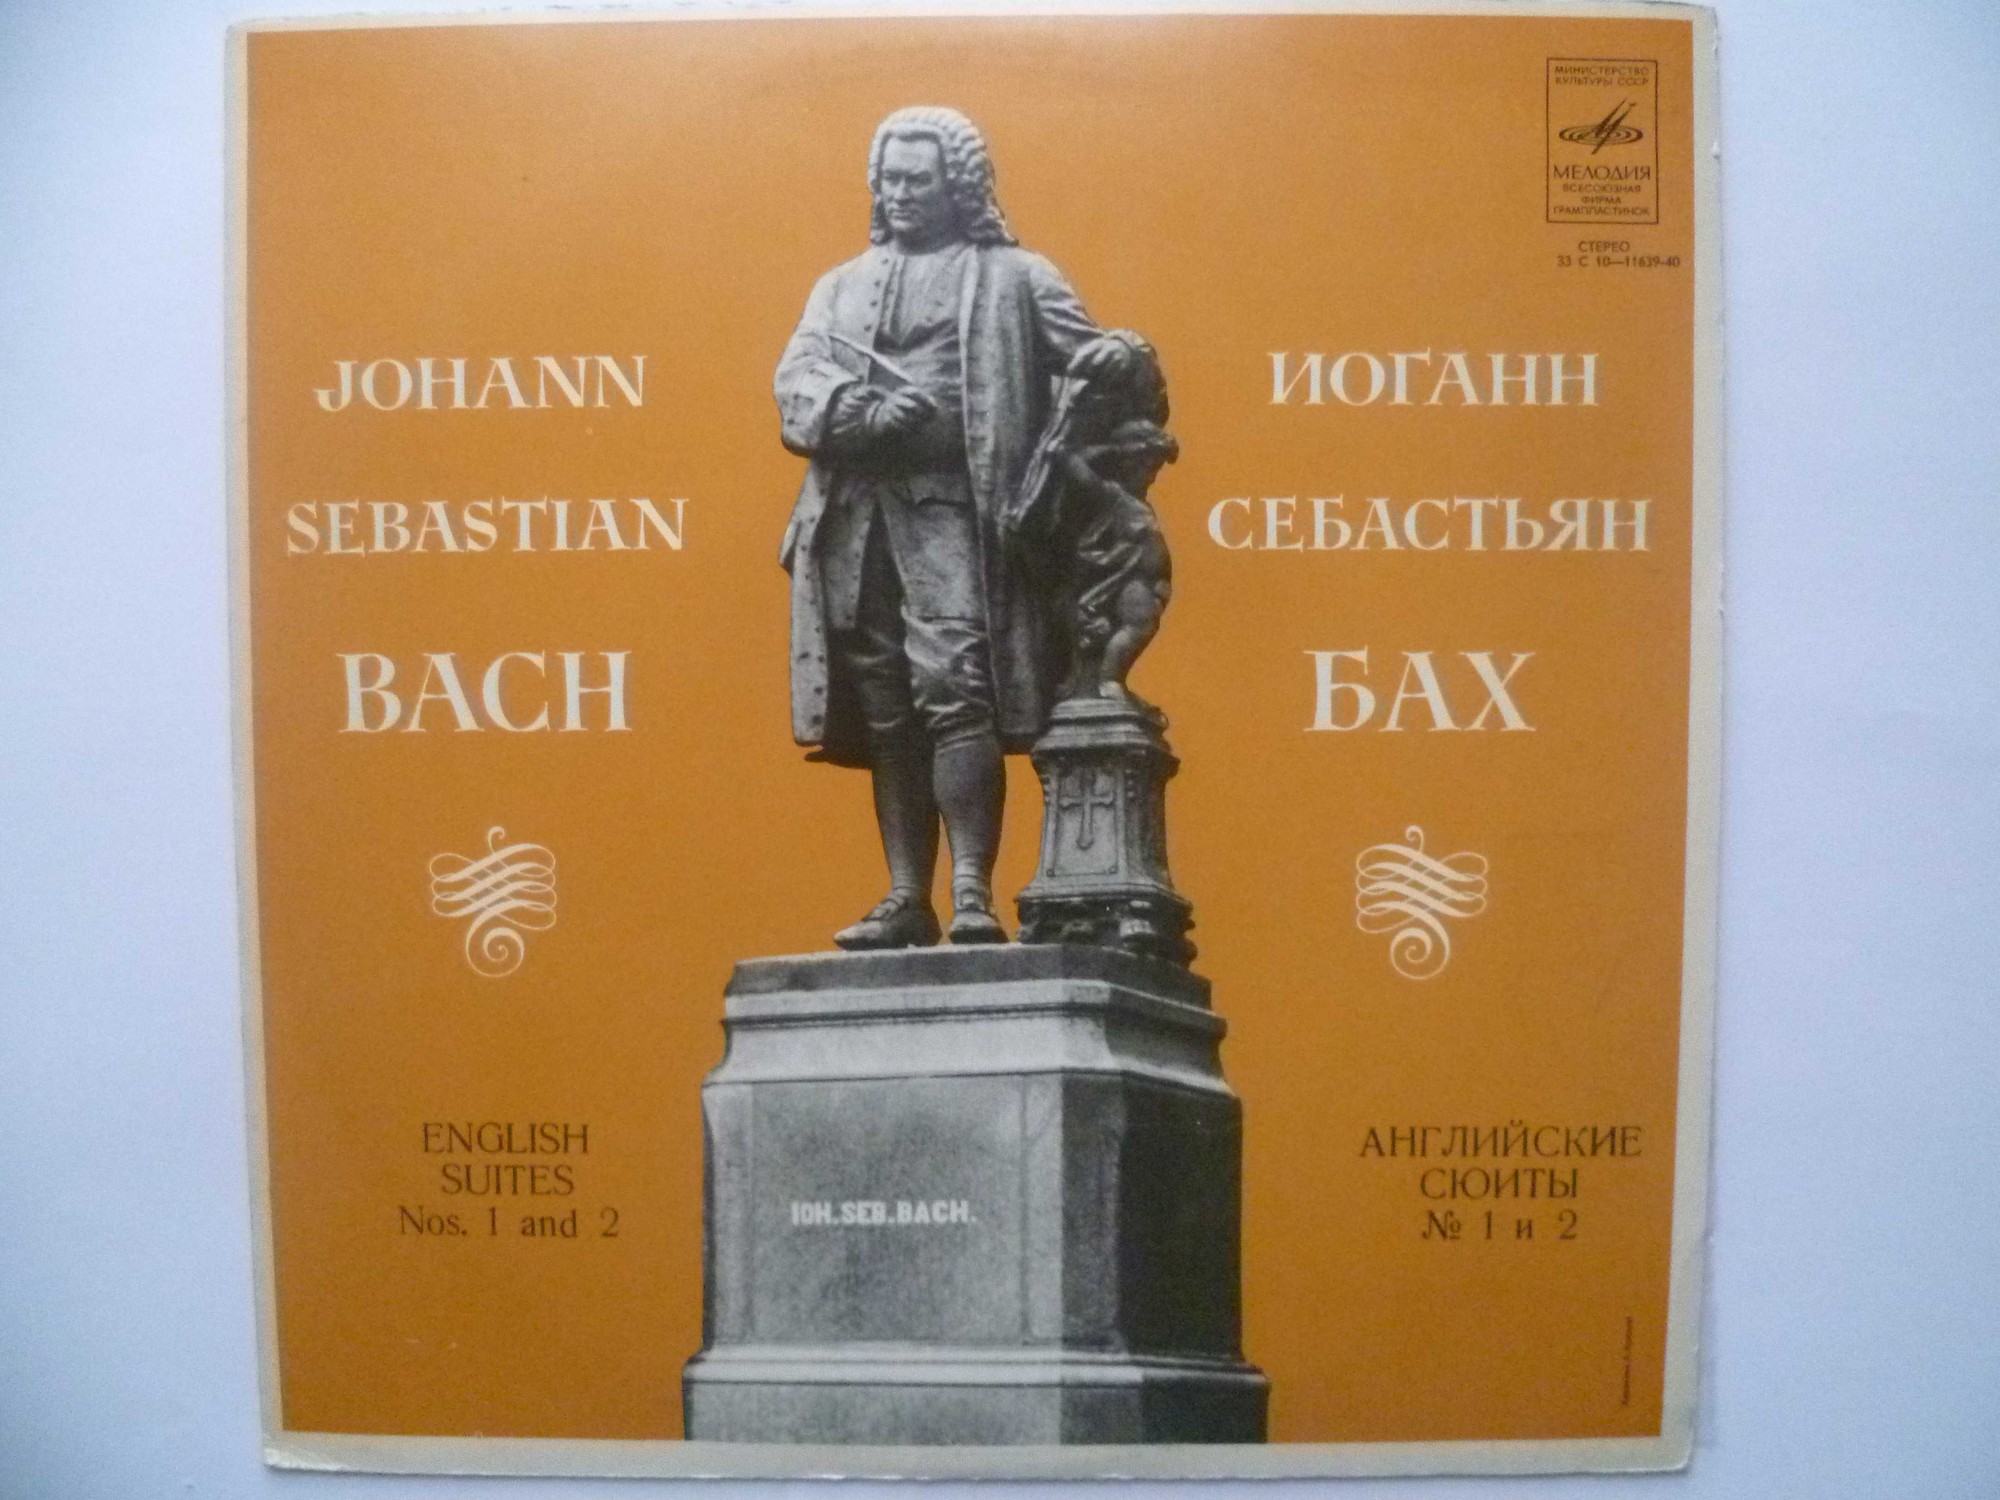 МИНИСТЕРСТВО
КУЛЬТУРЫ СССР
МЕЛОДИЯ
ВСЕСОЮЗНАЯ
ФИРМА
ГРАМПЛАСТИНОК
СТЕРЕО
33 С 10—11639-40
JOHANN
SEBASTIAN
BACH
ИОГАНН
СЕБАСТЬЯН
БАХ
ENGLISH
SUITES
Nos. 1 and 2
АНГЛИЙСКИЕ
СЮИТЫ
№ 1 и 2
IOH.SEB.BACH.